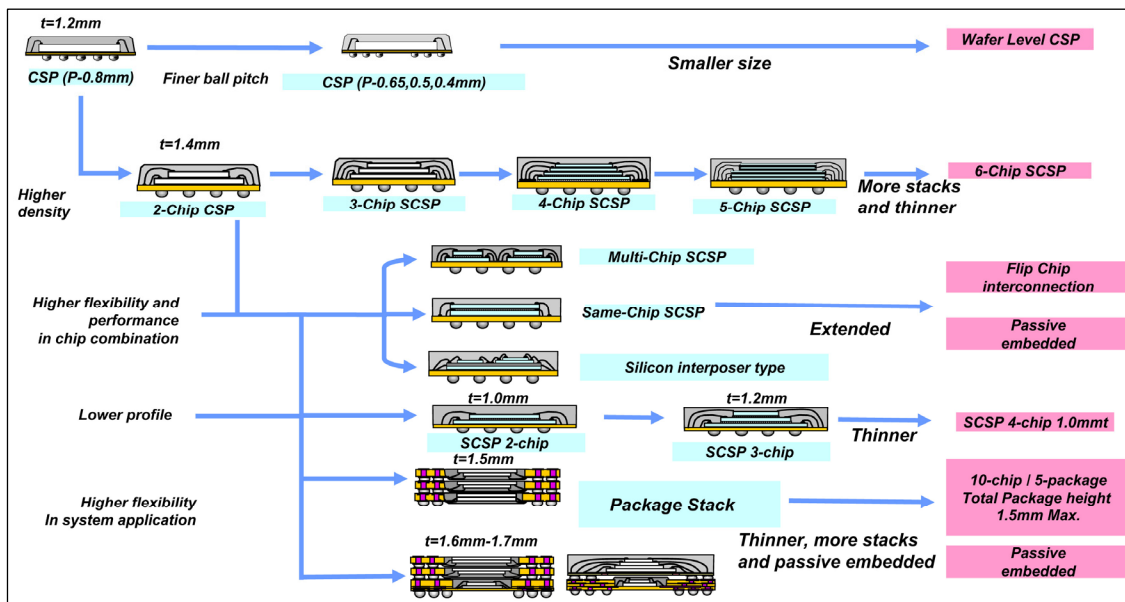 t=1.2mm
CSP (P-0.8mm)
Finer ball pitch
CSP (P-0.65,0.5,0.4mm)
Smaller size
Wafer Level CSP
Higher
density
t=1.4mm
2-Chip CSP
3-Chip SCSP
4-Chip SCSP
5-Chip SCSP
More stacks
and thinner
6-Chip SCSP
Higher flexibility and
performance
in chip combination
Multi-Chip SCSP
Same-Chip SCSP
Silicon interposer type
Extended
Flip Chip
interconnection
Passive
embedded
Lower profile
t=1.0mm
SCSP 2-chip
t=1.2mm
SCSP 3-chip
Thinner
SCSP 4-chip 1.0mmt
Higher flexibility
In system application
t=1.5mm
Package Stack
t=1.6mm-1.7mm
Thinner, more stacks
and passive embedded
10-chip / 5-package
Total Package height
1.5mm Max.
Passive
embedded